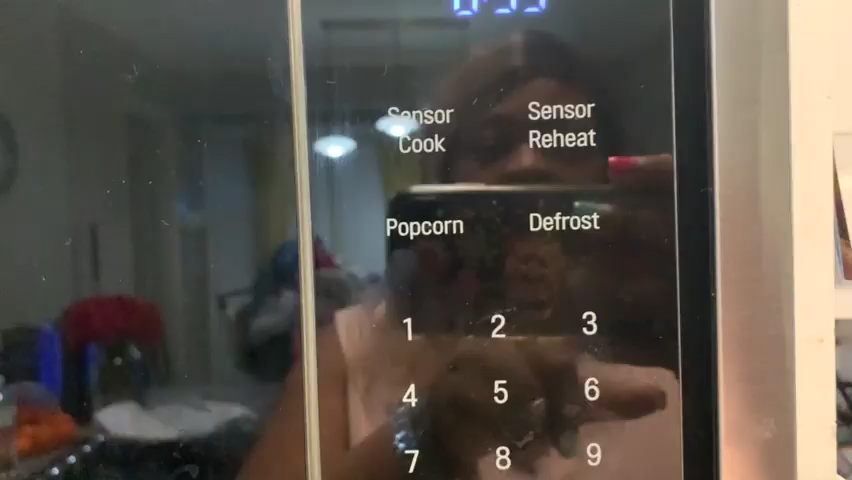 Sensor Cook
Sensor Reheat
Popcorn
Defrost
1 2 3
4 5 6
7 8 9